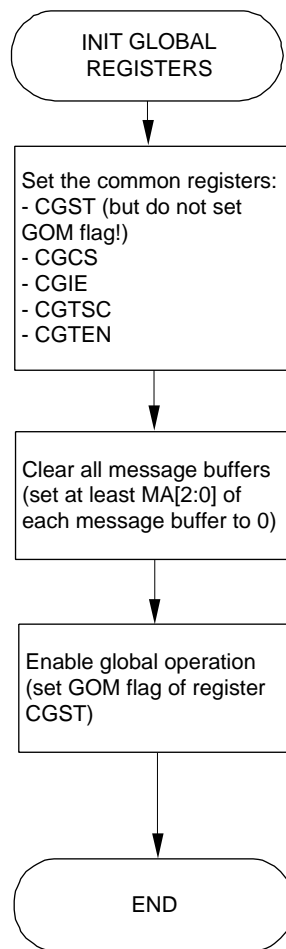 INIT GLOBAL
REGISTERS
Set the common registers:
- CGST (but do not set
GOM flag!)
- CGCS
- CGIE
- CGTSC
- CGTEN
Clear all message buffers
(set at least MA[2:0] of
each message buffer to 0)
Enable global operation
(set GOM flag of register
CGST)
END